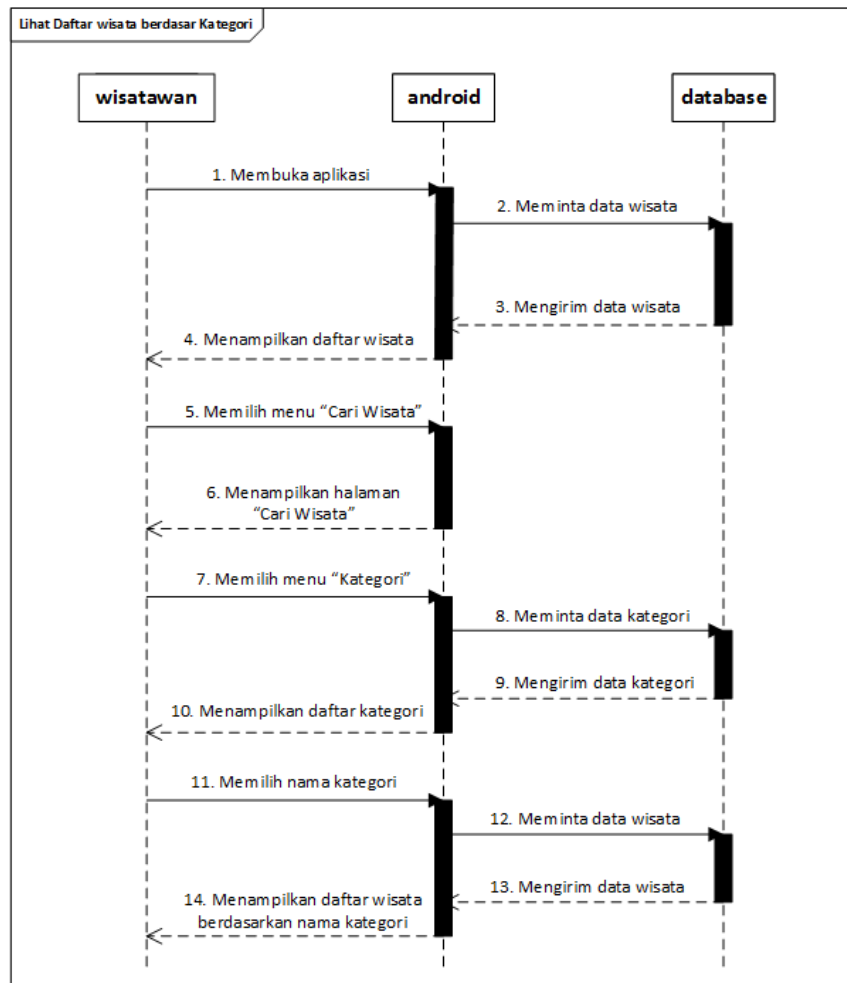 Lihat Daftar wisata berdasar Kategori
wisatawan
android
database
1. Membuka aplikasi
2. Meminta data wisata
3. Mengirim data wisata
4. Menampilkan daftar wisata
5. Memilih menu “Cari Wisata”
6. Menampilkan halaman
“Cari Wisata”
7. Memilih menu “Kategori”
8. Meminta data kategori
9. Mengirim data kategori
10. Menampilkan daftar kategori
11. Memilih nama kategori
12. Meminta data wisata
13. Mengirim data wisata
14. Menampilkan daftar wisata
berdasarkan nama kategori